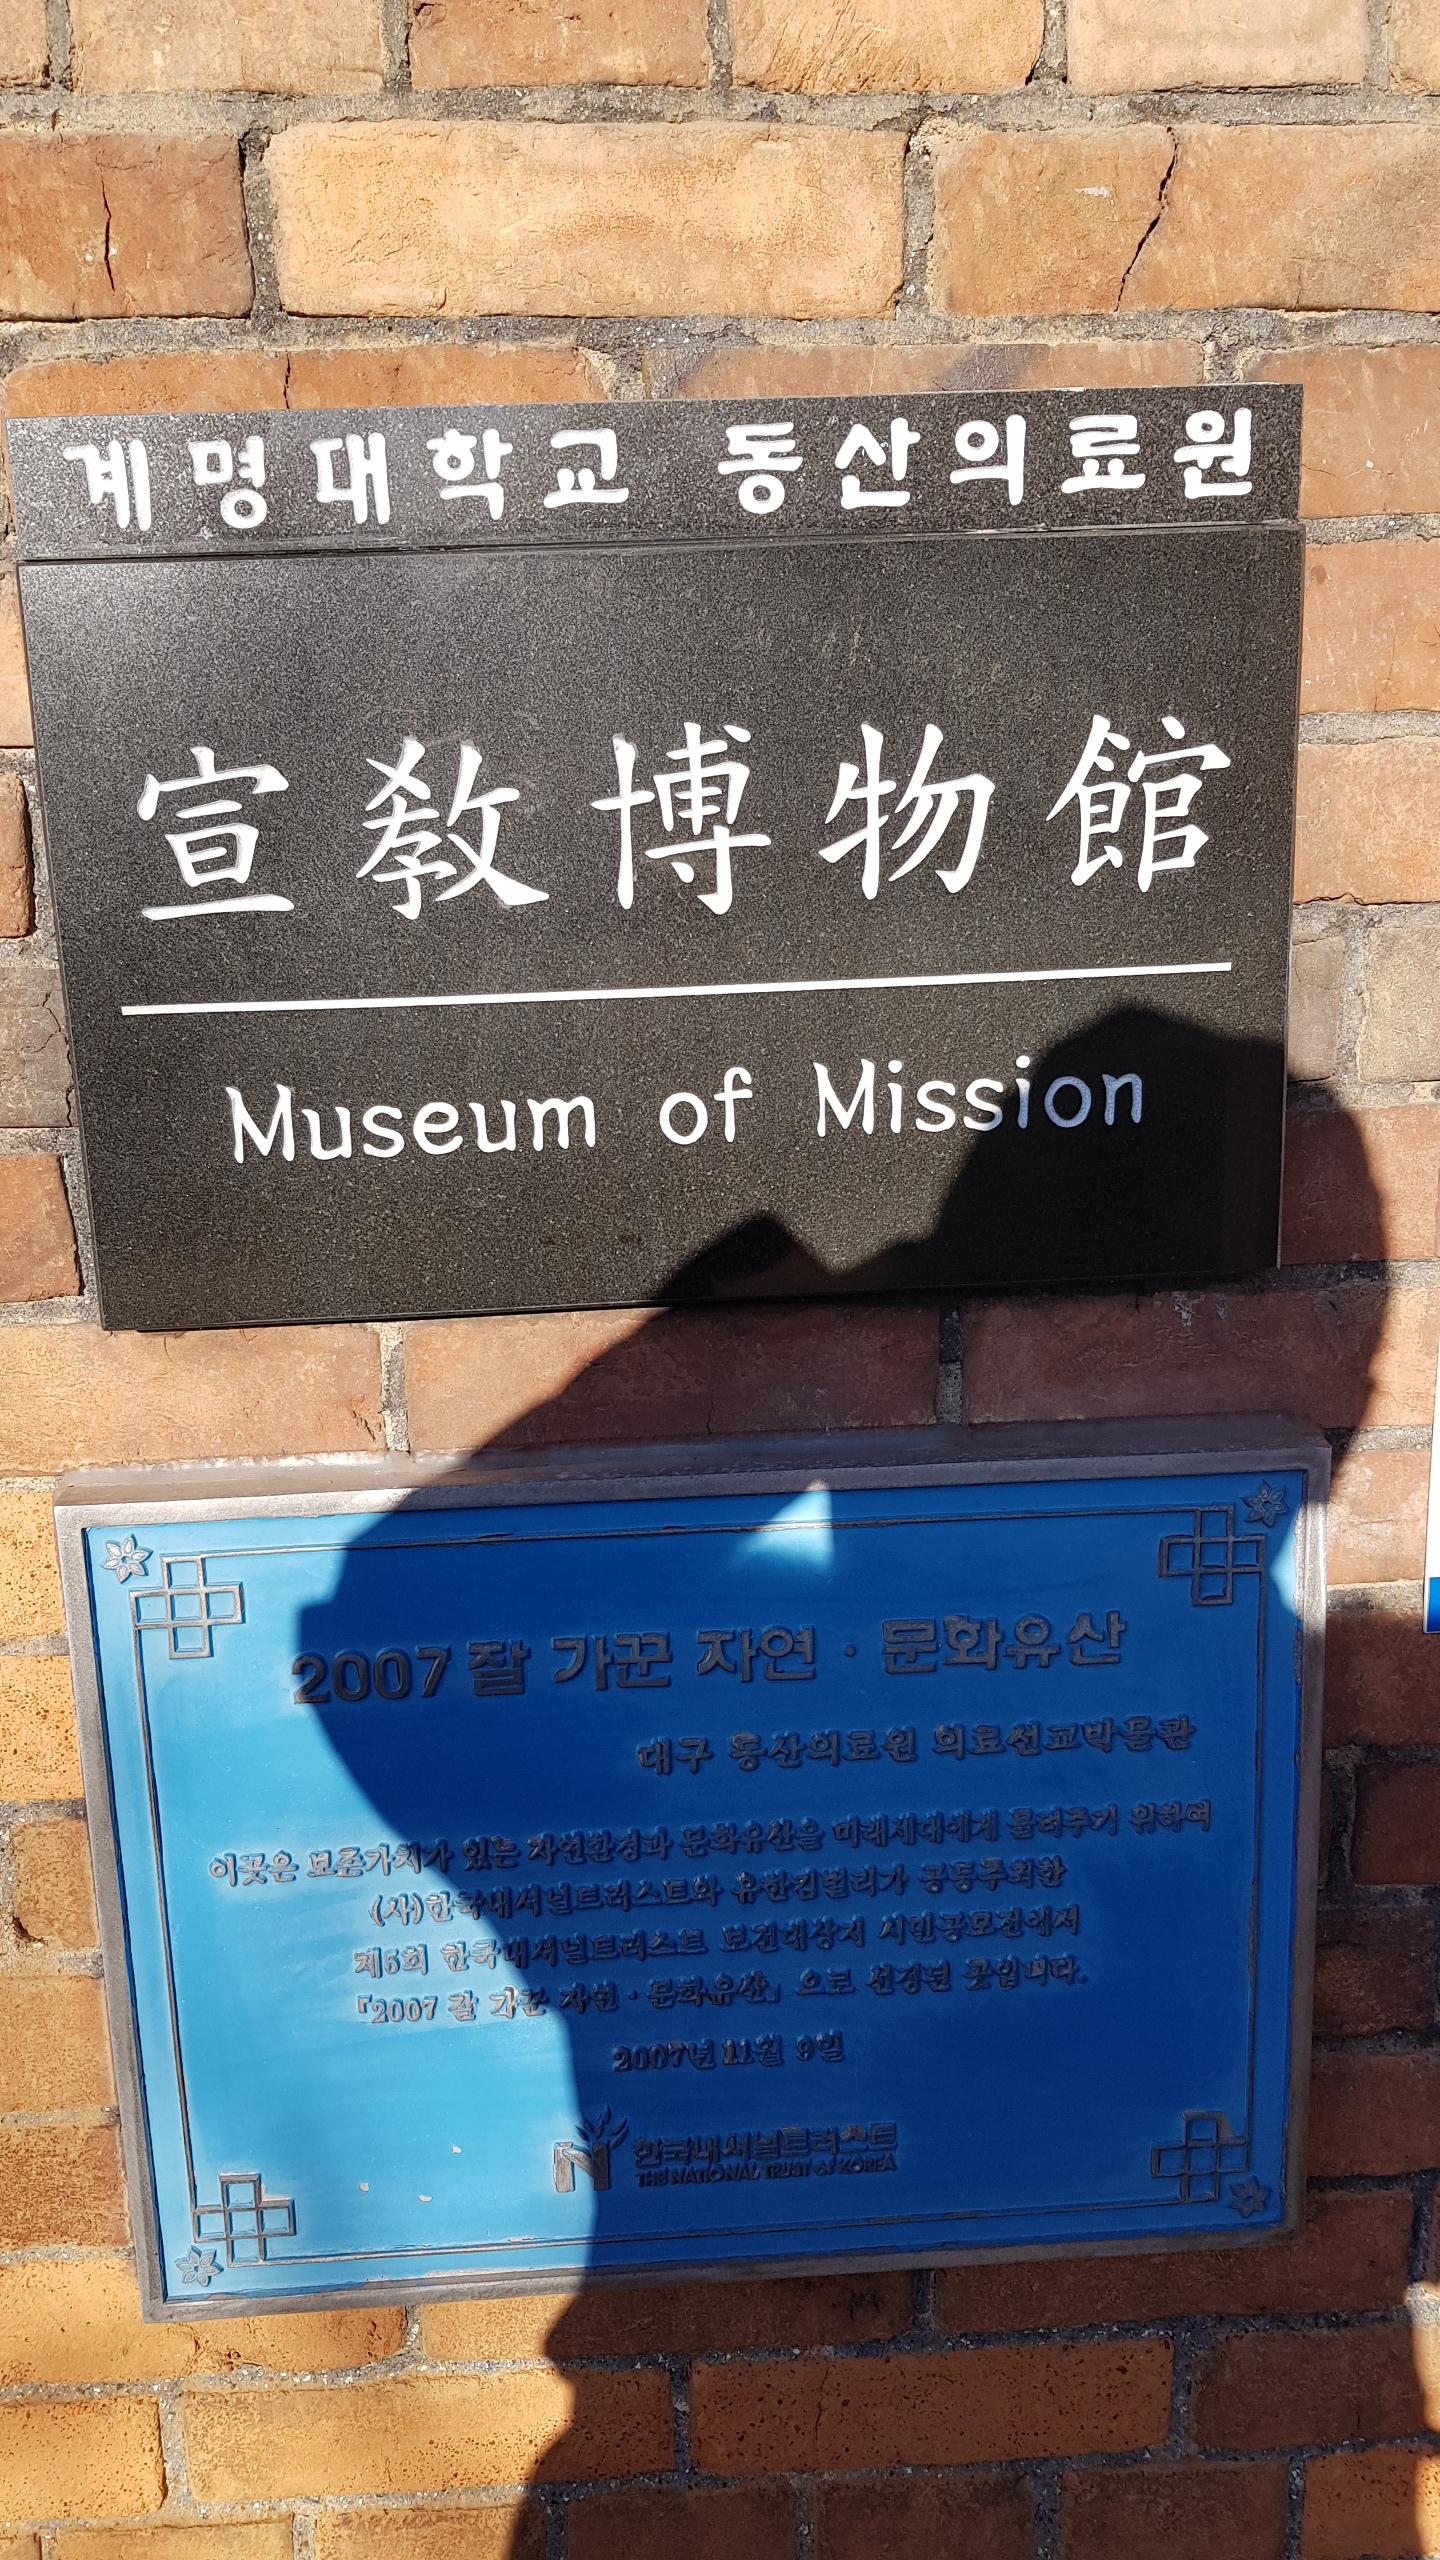 계명대학교 동산의료원
宣敎博物館
Museum of Mission
2007 잘 가꾼 자연 · 문화유산
대구 동산의료원 의료선교박물관
이곳은 보존가치가 있는 자연환경과 문화유산을 미래세대에게 물려주기 위하여
(사)한국내셔널트러스트와 유한킴벌리가 공동주최한
제5회 한국내셔널트러스트 보전대상지 시민공모전에서
「2007 잘 가꾼 자연 · 문화유산」 으로 선정된 곳입니다.
2007년 11월 9일
한국내셔널트러스트
THE NATIONAL TRUST of KOREA